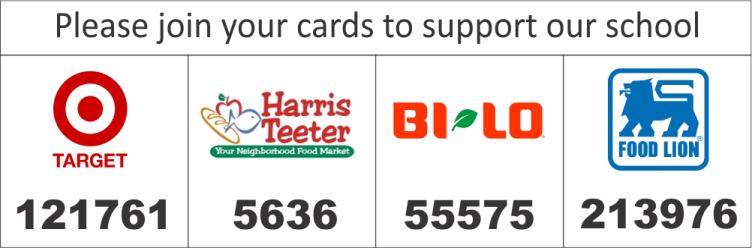 Please join your cards to support our school
TARGET
Harris
Teeter
Your Neighborhood Food Market
BI LO
FOOD LION®
121761
5636
55575
213976